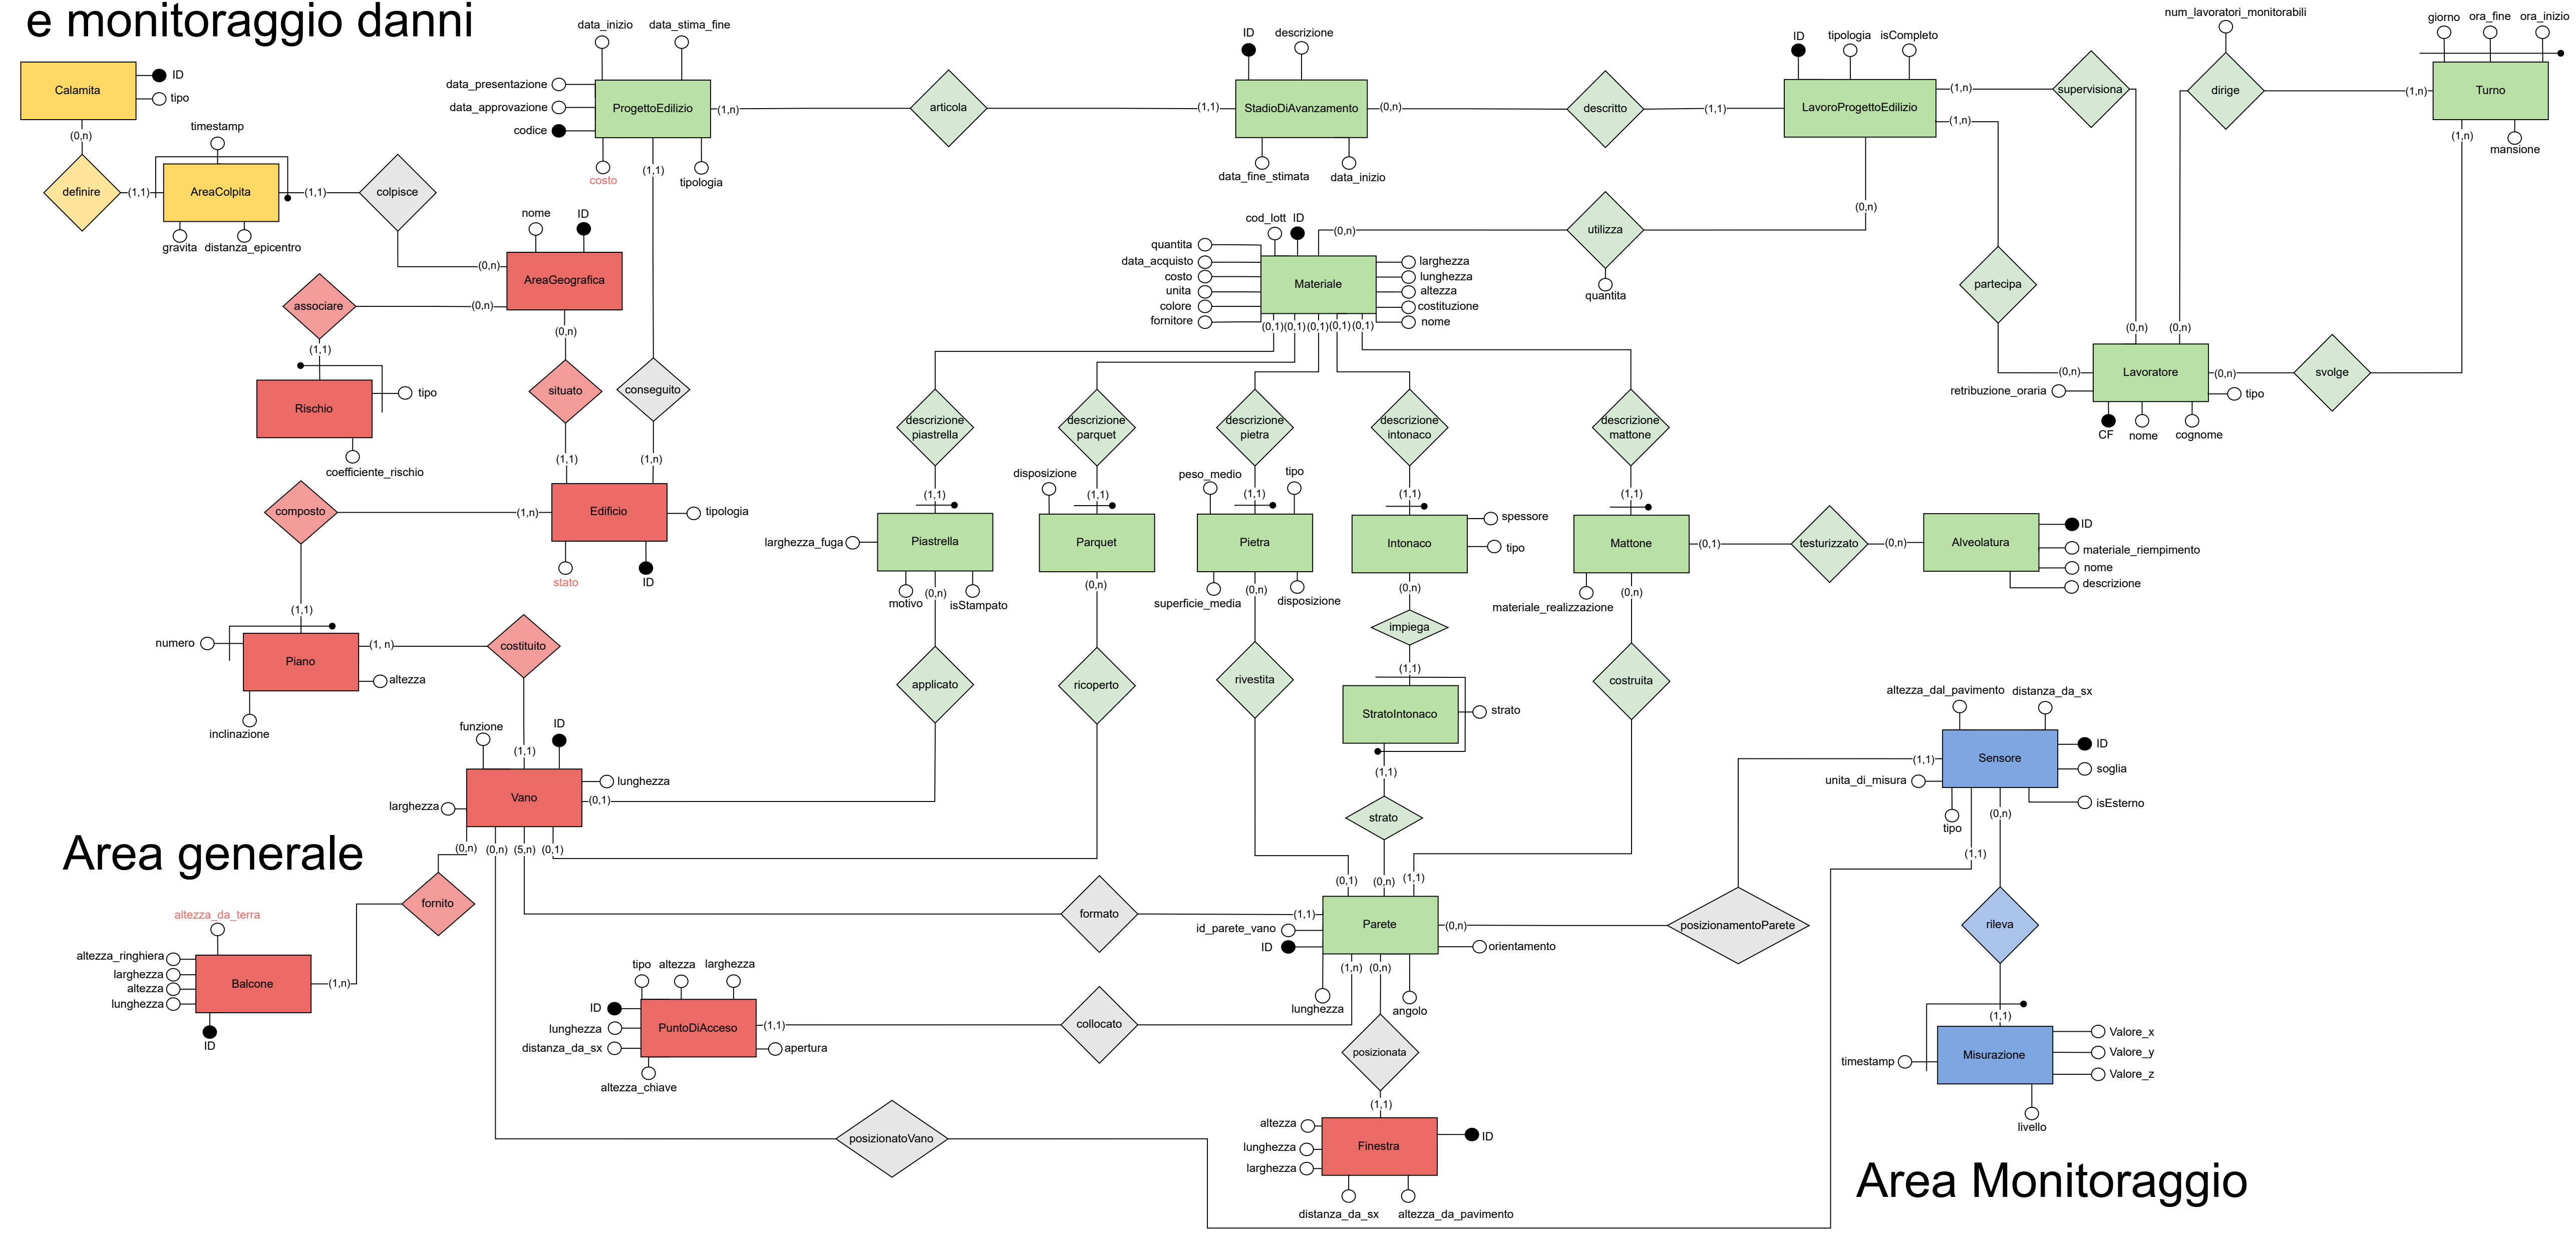 e monitoraggio danni
Calamita
ID
tipo
(0,n)
definire
(1,1)
timestamp
AreaColpita
gravita
distanza_epicentro
(1,1)
colpisce
(0,n)
data_inizio
data_stima_fine
data_presentazione
data_approvazione
codice
ProgettoEdilizio
costo
tipologia
(1,n)
(1,1)
articola
(1,1)
ID
descrizione
StadioDiAvanzamento
data_fine_stimata
data_inizio
(0,n)
descritto
(1,1)
ID
tipologia
isCompleto
LavoroProgettoEdilizio
(1,n)
(1,n)
(0,n)
supervisiona
num_lavoratori_monitorabili
dirige
(1,n)
giorno
ora_fine
ora_inizio
Turno
mansione
(1,n)
nome
ID
AreaGeografica
(0,n)
(0,n)
associare
(1,1)
Rischio
tipo
coefficiente_rischio
situato
(1,1)
conseguito
(1,n)
cod_lott
ID
quantita
data_acquisto
costo
unita
colore
fornitore
Materiale
larghezza
lunghezza
altezza
costituzione
nome
(0,n)
utilizza
quantita
(0,1)
(0,1)
(0,1)
(0,1)
(0,1)
partecipa
(0,n)
(0,n)
(0,n)
Lavoratore
retribuzione_oraria
CF
nome
cognome
tipo
(0,n)
svolge
descrizione
piastrella
descrizione
parquet
descrizione
pietra
descrizione
intonaco
descrizione
mattone
composto
(1,n)
Edificio
tipologia
stato
ID
(1,1)
larghezza_fuga
Piastrella
motivo
isStampato
(1,1)
(0,n)
disposizione
Parquet
(1,1)
(0,n)
peso_medio
tipo
Pietra
superficie_media
disposizione
(1,1)
(0,n)
Intonaco
spessore
tipo
(1,1)
(0,n)
Mattone
materiale_realizzazione
(1,1)
(0,n)
(0,1)
testurizzato
(0,n)
Alveolatura
ID
materiale_riempimento
nome
descrizione
numero
Piano
altezza
inclinazione
(1, n)
costituito
(1,1)
applicato
ricoperto
rivestita
impiega
(1,1)
StratoIntonaco
strato
(1,1)
strato
costruita
funzione
ID
Vano
larghezza
lunghezza
(0,1)
(0,n)
(0,n)
(5,n)
(0,1)
altezza_dal_pavimento
distanza_da_sx
Sensore
ID
soglia
isEsterno
unita_di_misura
tipo
(1,1)
(1,1)
(0,n)
Area generale
fornito
altezza_da_terra
altezza_ringhiera
larghezza
altezza
lunghezza
Balcone
ID
(1,n)
formato
(1,1)
(0,1)
(0,n)
(1,1)
id_parete_vano
ID
Parete
orientamento
lunghezza
angolo
(1,n)
(0,n)
(0,n)
posizionamentoParete
rileva
tipo
altezza
larghezza
ID
lunghezza
distanza_da_sx
PuntoDiAcceso
apertura
altezza_chiave
(1,1)
collocato
posizionata
(1,1)
timestamp
Misurazione
Valore_x
Valore_y
Valore_z
livello
(1,1)
posizionatoVano
altezza
lunghezza
larghezza
Finestra
ID
distanza_da_sx
altezza_da_pavimento
Area Monitoraggio